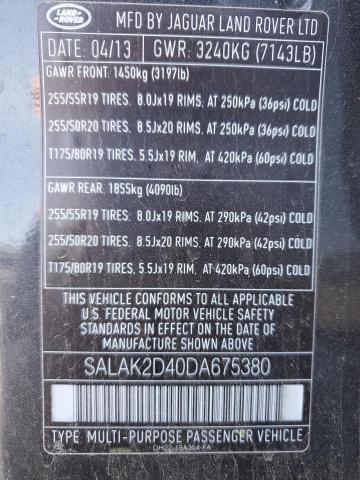 LAND ROVER
MFD BY JAGUAR LAND ROVER LTD
DATE: 04/13 GWR: 3240KG (7143LB)
GAWR FRONT: 1450kg (3197lb)
255/55R19 TIRES. 8.0Jx19 RIMS. AT 250kPa (36psi) COLD
255/50R20 TIRES. 8.5Jx20 RIMS. AT 250kPa (36psi) COLD
T175/80R19 TIRES. 5.5Jx19 RIM. AT 420kPa (60psi) COLD
GAWR REAR: 1855kg (4090lb)
255/55R19 TIRES. 8.0Jx19 RIMS. AT 290kPa (42psi) COLD
255/50R20 TIRES. 8.5Jx20 RIMS. AT 290kPa (42psi) COLD
T175/80R19 TIRES. 5.5Jx19 RIM. AT 420kPa (60psi) COLD
THIS VEHICLE CONFORMS TO ALL APPLICABLE
U.S. FEDERAL MOTOR VEHICLE SAFETY
STANDARDS IN EFFECT ON THE DATE OF
MANUFACTURE SHOWN ABOVE.
SALAK2D40DA675380
TYPE: MULTI-PURPOSE PASSENGER VEHICLE